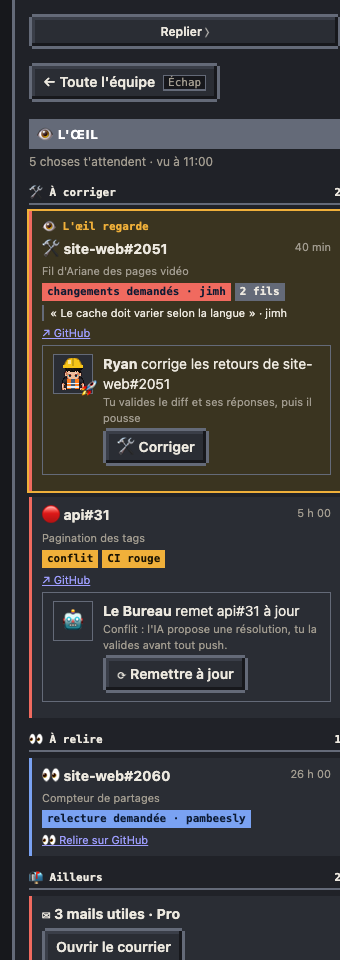 Replier 〉
← Toute l'équipe Échap
👁 L'ŒIL
5 choses t'attendent · vu à 11:00
🛠 À corriger 2
👁 L'œil regarde
🛠 site-web#2051 40 min
Fil d'Ariane des pages vidéo
changements demandés · jimh 2 fils
« Le cache doit varier selon la langue » · jimh
↗ GitHub
Ryan corrige les retours de site-
web#2051
Tu valides le diff et ses réponses, puis il
pousse
🛠 Corriger
🔴 api#31 5 h 00
Pagination des tags
conflit CI rouge
↗ GitHub
Le Bureau remet api#31 à jour
Conflit : l'IA propose une résolution, tu la
valides avant tout push.
⟳ Remettre à jour
👀 À relire 1
👀 site-web#2060 26 h 00
Compteur de partages
relecture demandée · pambeesly
👀 Relire sur GitHub
📬 Ailleurs 2
✉ 3 mails utiles · Pro
Ouvrir le courrier